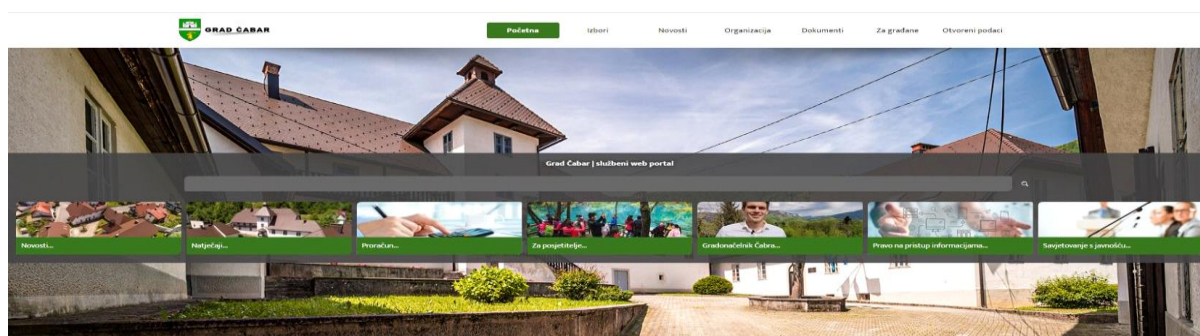 GRAD ČABAR
Početna
Izbori
Novosti
Organizacija
Dokumenti
Za građane
Otvoreni podaci
Grad Čabar | službeni web portal
Novosti...
Natječaji...
Proračun...
Za posjetitelje...
Gradonačelnik Čabra...
Pravo na pristup informacijama...
Savjetovanje s javnošću...